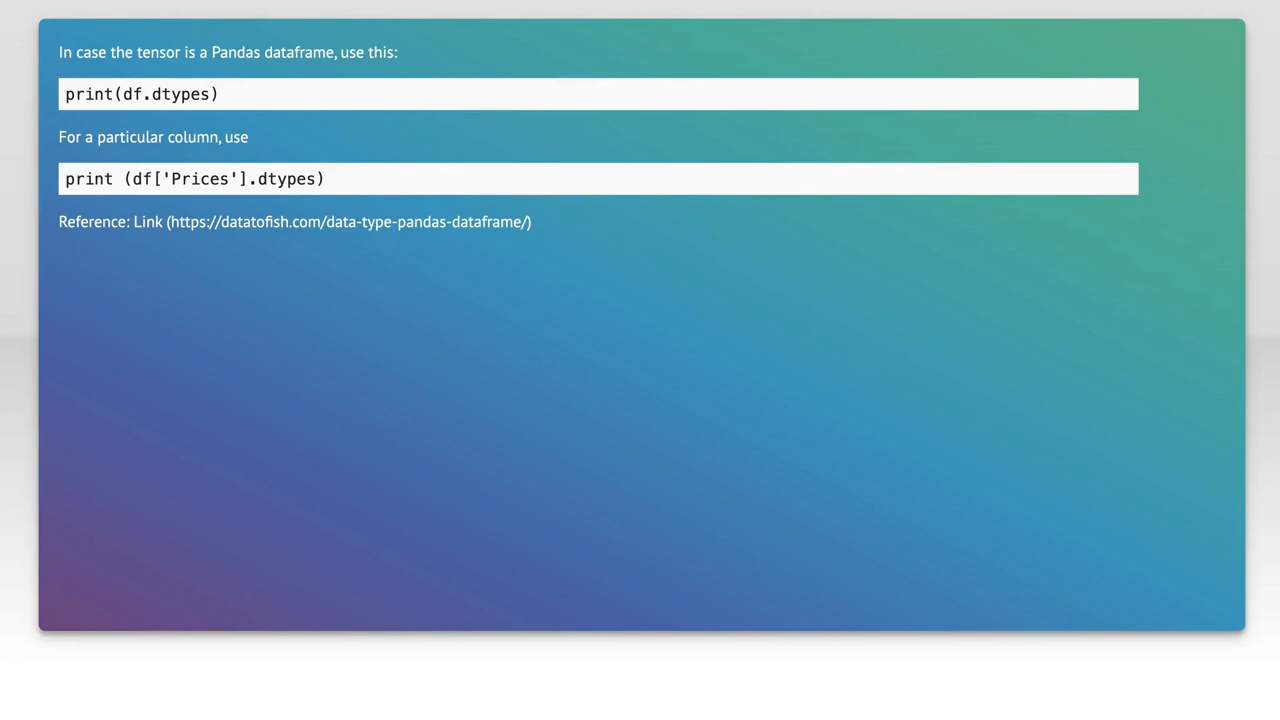 In case the tensor is a Pandas dataframe, use this:
print(df.dtypes)
For a particular column, use
print (df['Prices'].dtypes)
Reference: Link (https://datatofish.com/data-type-pandas-dataframe/)